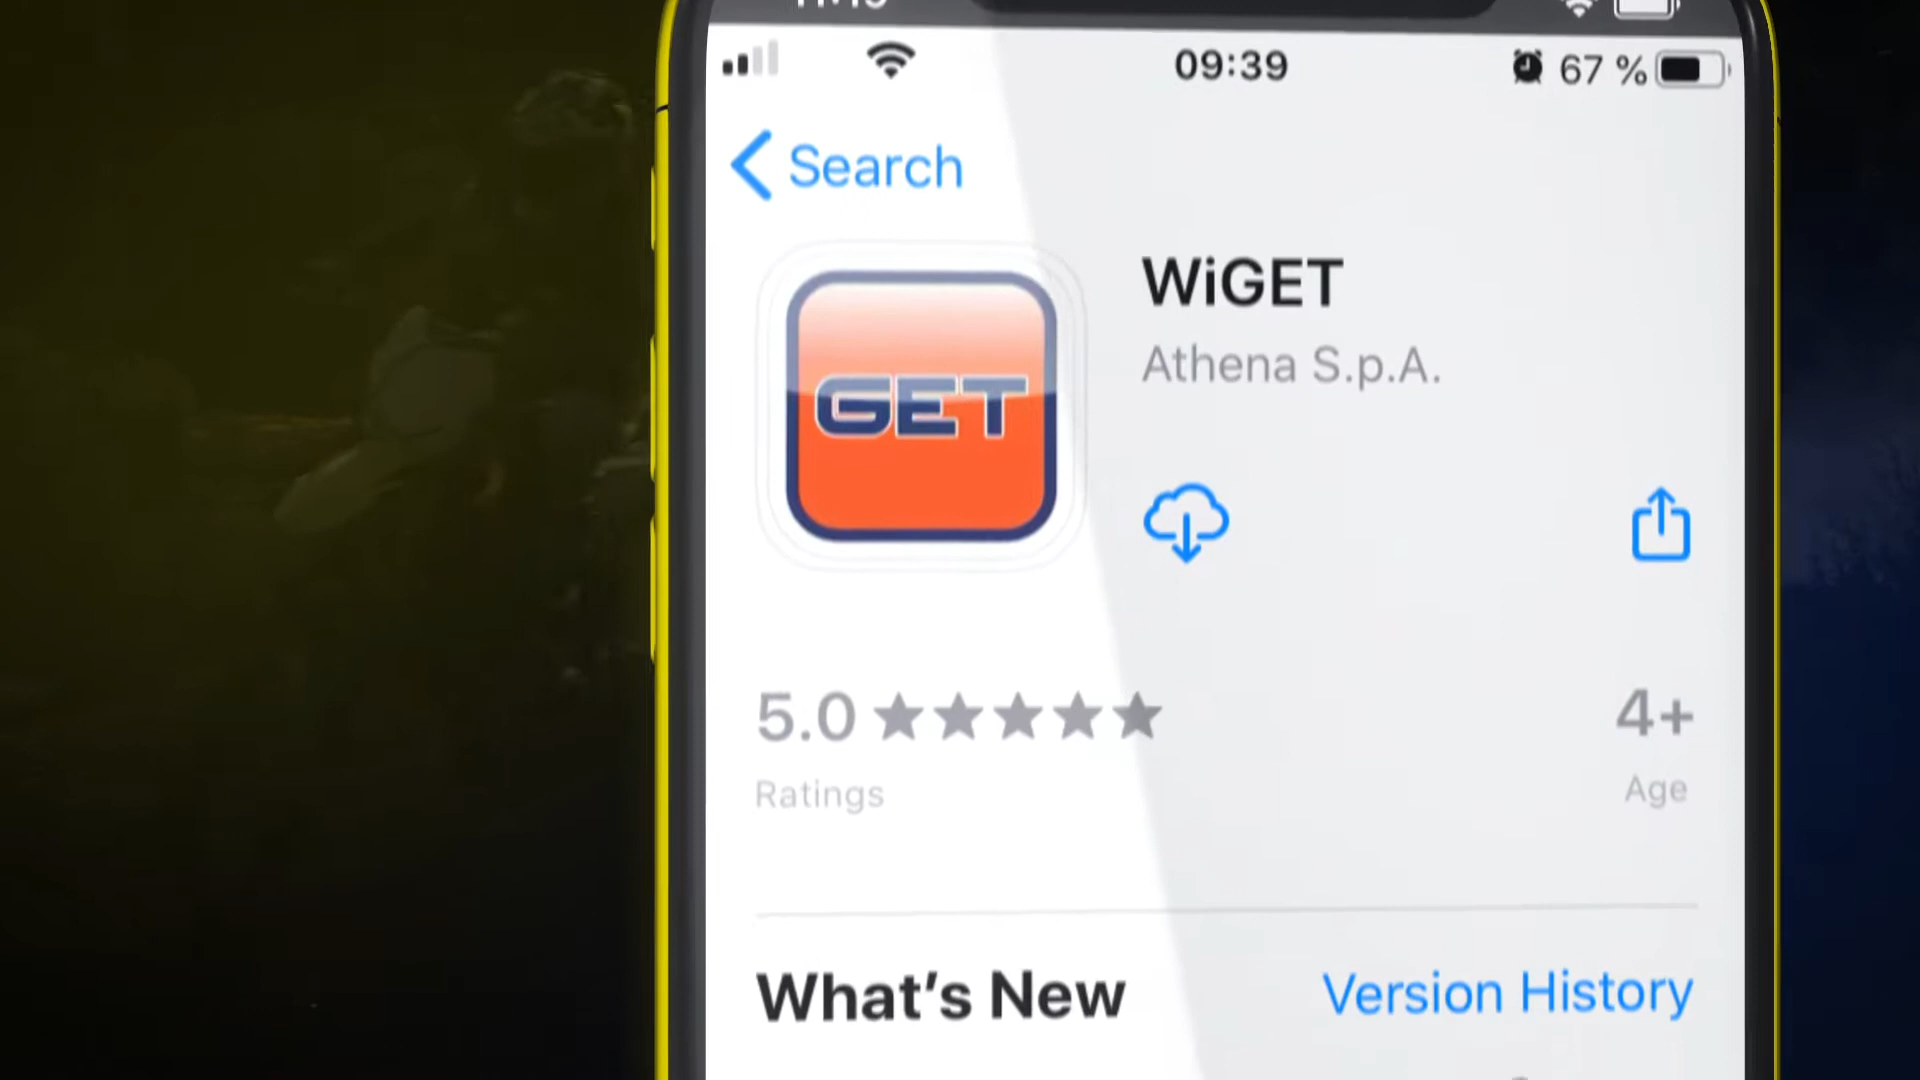 09:39
67 %
Search
WiGET
Athena S.p.A.
GET
5.0
4+
Ratings
Age
What's New
Version History